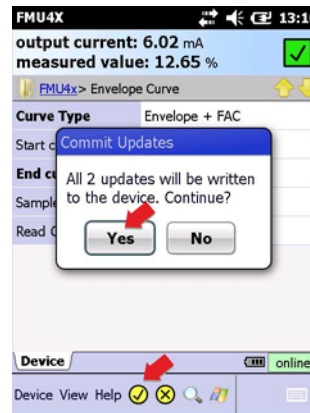 FMU4X 13:10
output current: 6.02 mA
measured value: 12.65 %
FMU4x> Envelope Curve
Curve Type Envelope + FAC
Start c
Commit Updates
End cu
All 2 updates will be written
to the device. Continue?
Sample
Read C
Yes No
Device online
Device View Help